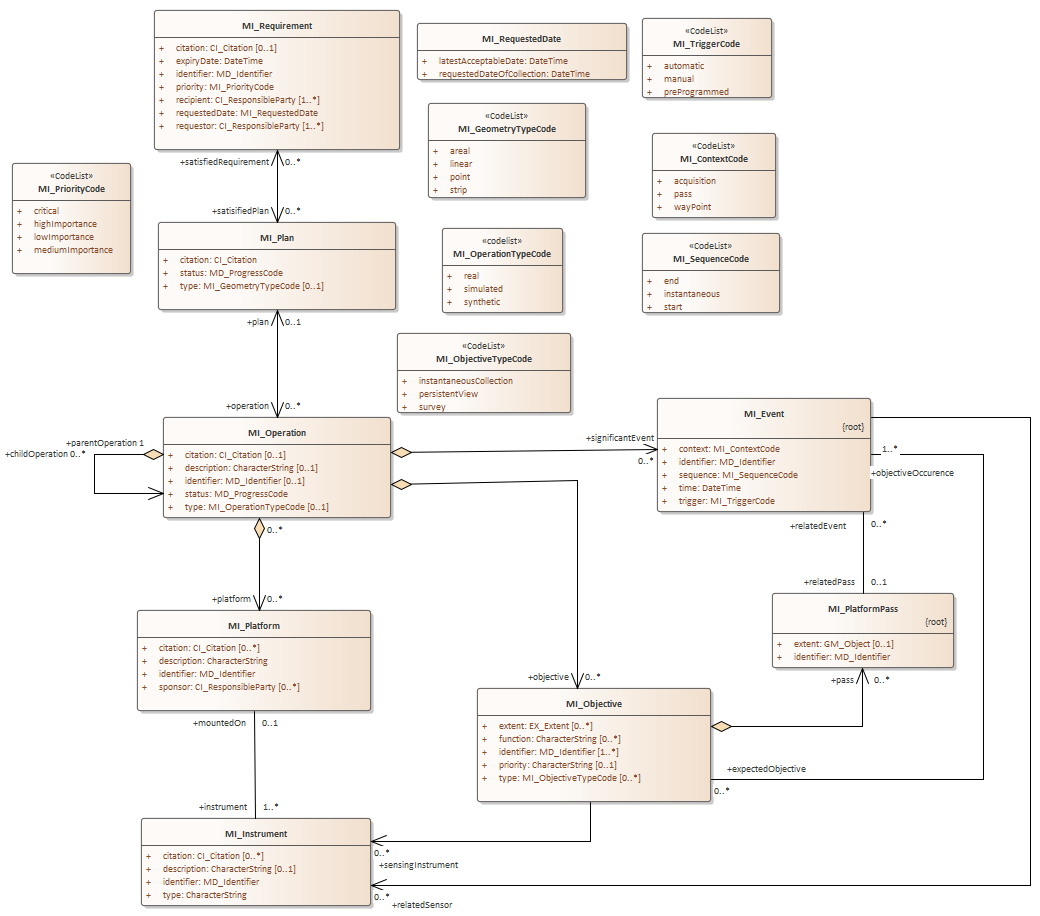 MI_Requirement
+ citation: CI_Citation [0..1]
+ expiryDate: DateTime
+ identifier: MD_Identifier
+ priority: MI_PriorityCode
+ recipient: CI_ResponsibleParty [1..*]
+ requestedDate: MI_RequestedDate
+ requestor: CI_ResponsibleParty [1..*]
MI_RequestedDate
+ latestAcceptableDate: DateTime
+ requestedDateOfCollection: DateTime
«CodeList»
MI_TriggerCode
+ automatic
+ manual
+ preProgrammed
«CodeList»
MI_GeometryTypeCode
+ areal
+ linear
+ point
+ strip
«CodeList»
MI_ContextCode
+ acquisition
+ pass
+ wayPoint
+satisfiedRequirement
0..*
«CodeList»
MI_PriorityCode
+ critical
+ highImportance
+ lowImportance
+ mediumImportance
+satisifiedPlan
0..*
MI_Plan
+ citation: CI_Citation
+ status: MD_ProgressCode
+ type: MI_GeometryTypeCode [0..1]
«codelist»
MI_OperationTypeCode
+ real
+ simulated
+ synthetic
«CodeList»
MI_SequenceCode
+ end
+ instantaneous
+ start
+plan
0..1
«CodeList»
MI_ObjectiveTypeCode
+ instantaneousCollection
+ persistentView
+ survey
+operation
0..*
MI_Operation
+ citation: CI_Citation [0..1]
+ description: CharacterString [0..1]
+ identifier: MD_Identifier [0..1]
+ status: MD_ProgressCode
+ type: MI_OperationTypeCode [0..1]
+parentOperation 1
+childOperation 0..*
+significantEvent
0..*
MI_Event
{root}
+ context: MI_ContextCode
+ identifier: MD_Identifier
+ sequence: MI_SequenceCode
+ time: DateTime
+ trigger: MI_TriggerCode
1..*
+objectiveOccurence
0..*
+relatedEvent
0..*
+relatedPass
0..1
+platform
0..*
MI_Platform
+ citation: CI_Citation [0..*]
+ description: CharacterString
+ identifier: MD_Identifier
+ sponsor: CI_ResponsibleParty [0..*]
MI_PlatformPass
{root}
+ extent: GM_Object [0..1]
+ identifier: MD_Identifier
+pass
0..*
+objective
0..*
MI_Objective
+ extent: EX_Extent [0..*]
+ function: CharacterString [0..*]
+ identifier: MD_Identifier [1..*]
+ priority: CharacterString [0..1]
+ type: MI_ObjectiveTypeCode [0..*]
+mountedOn
0..1
+expectedObjective
0..*
+instrument
1..*
MI_Instrument
+ citation: CI_Citation [0..*]
+ description: CharacterString [0..1]
+ identifier: MD_Identifier
+ type: CharacterString
0..*
+sensingInstrument
0..*
+relatedSensor